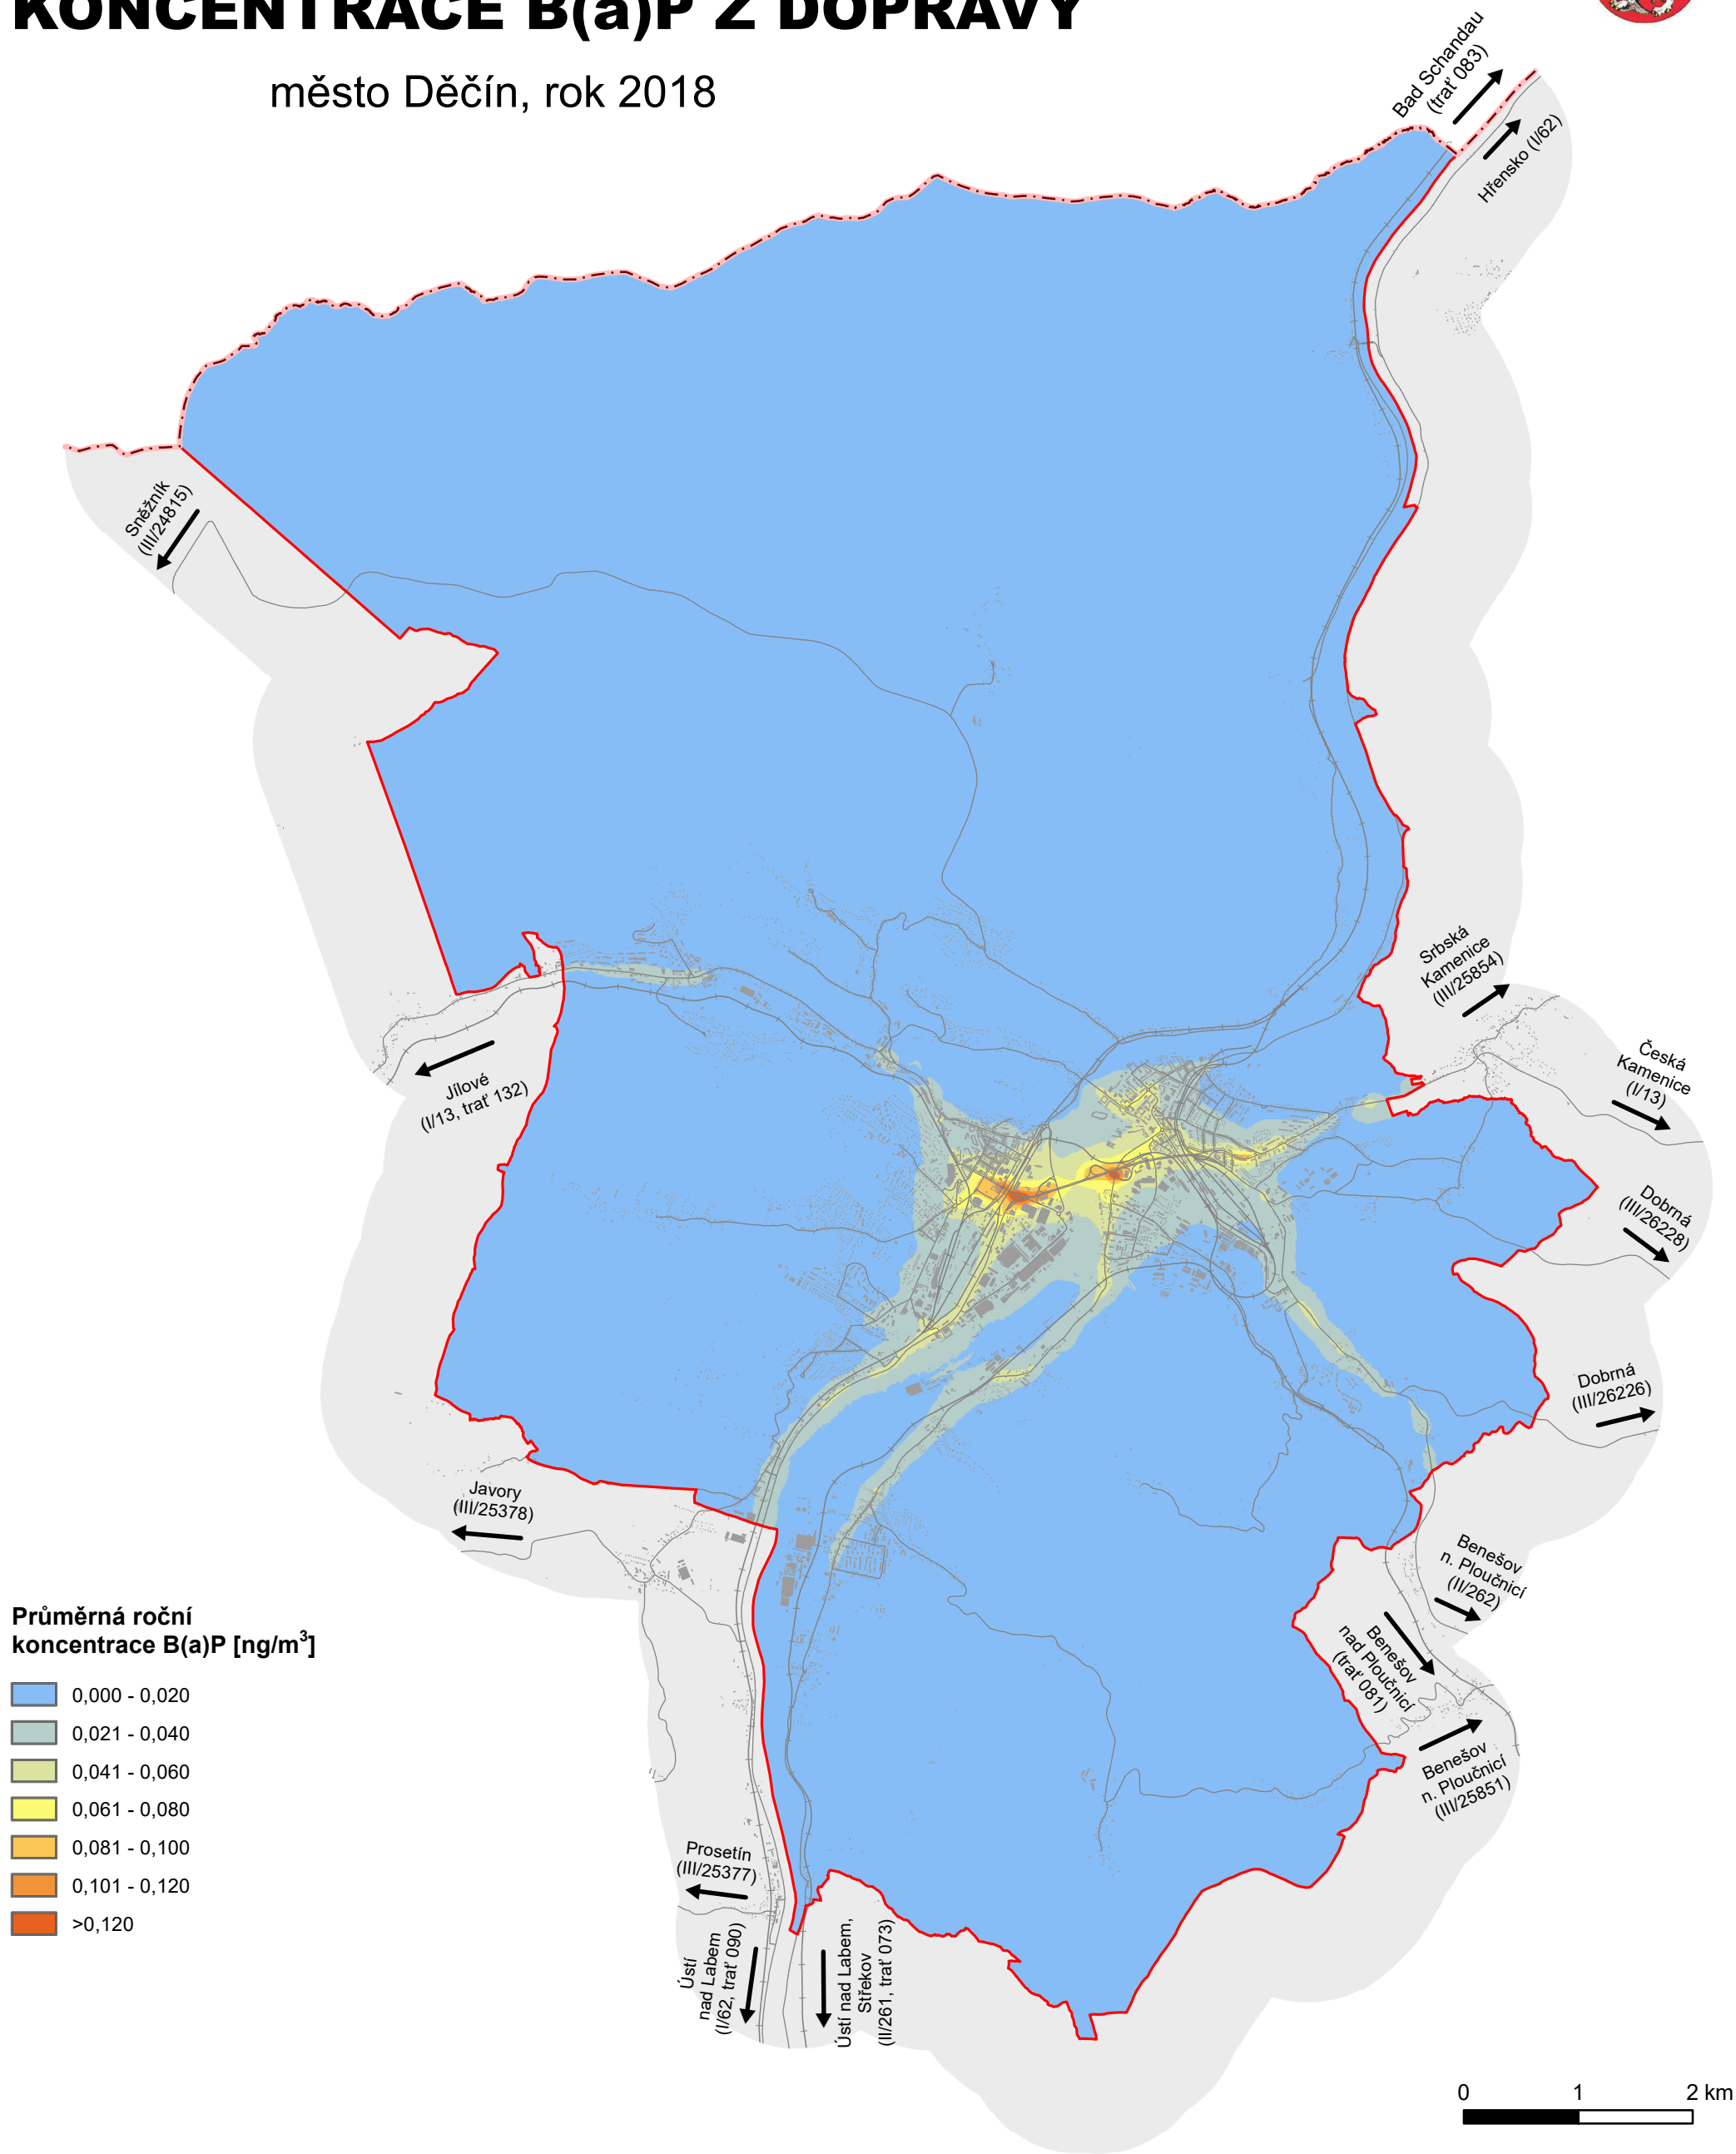 KONCENTRACE B(a)P Z DOPRAVY
město Děčín, rok 2018
Bad Schandau
(trať 083)
Hřensko (I/62)
Sněžník
(III/24815)
Srbská
Kamenice
(III/25854)
Česká
Kamenice
(I/13)
Jílové
(I/13, trať 132)
Dobrná
(III/26228)
Dobrná
(III/26226)
Javory
(III/25378)
Benešov
n. Ploučnicí
(II/262)
Benešov
nad Ploučnicí
(trať 081)
Benešov
n. Ploučnicí
(III/25851)
Průměrná roční
koncentrace B(a)P [ng/m³]
0,000 - 0,020
0,021 - 0,040
0,041 - 0,060
0,061 - 0,080
0,081 - 0,100
0,101 - 0,120
>0,120
Prosetín
(III/25377)
Ústí
nad Labem
(I/62, trať 090)
Ústí nad Labem,
Střekov
(II/261, trať 073)
0 1 2 km